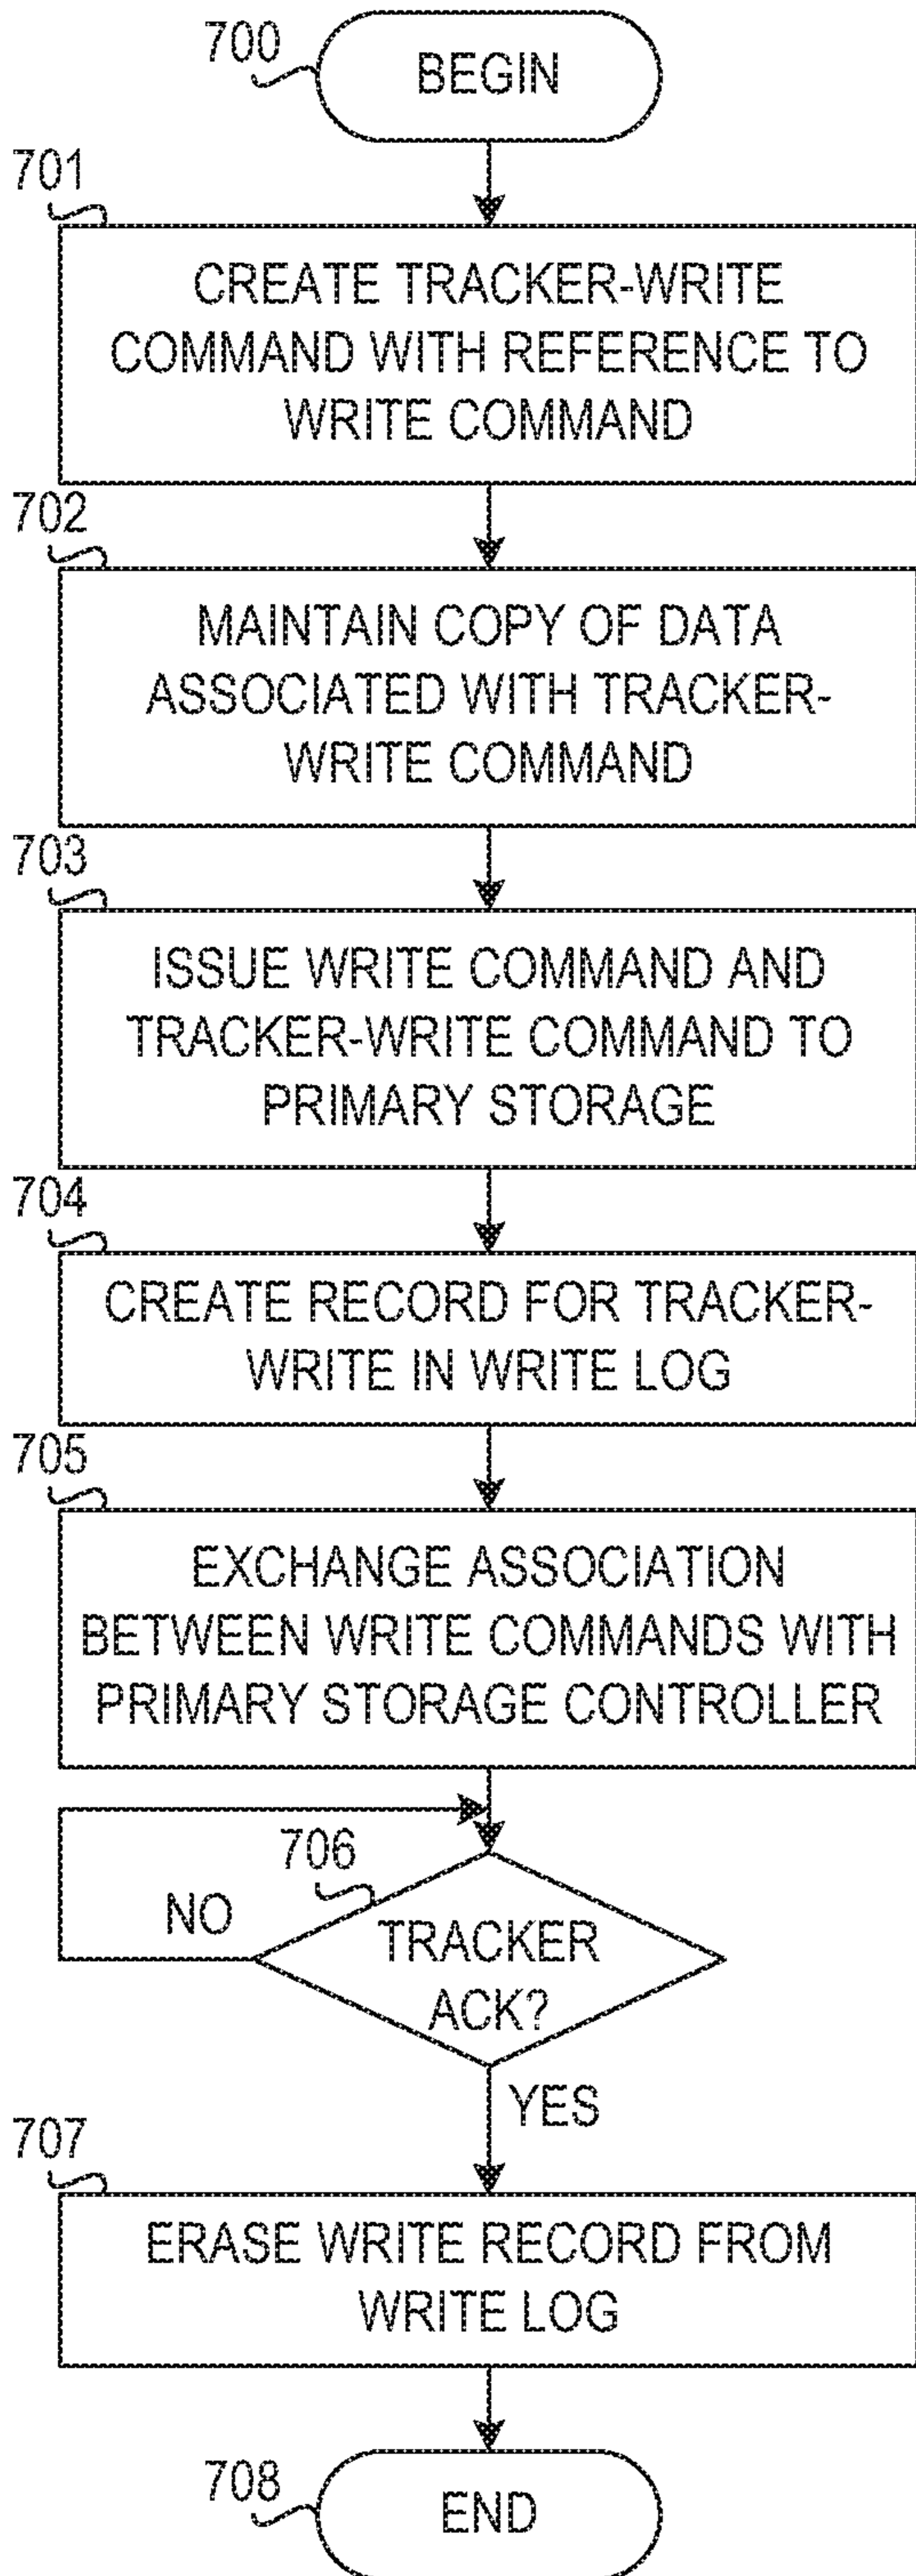 700
BEGIN
701
CREATE TRACKER-WRITE
COMMAND WITH REFERENCE TO
WRITE COMMAND
702
MAINTAIN COPY OF DATA
ASSOCIATED WITH TRACKER-
WRITE COMMAND
703
ISSUE WRITE COMMAND AND
TRACKER-WRITE COMMAND TO
PRIMARY STORAGE
704
CREATE RECORD FOR TRACKER-
WRITE IN WRITE LOG
705
EXCHANGE ASSOCIATION
BETWEEN WRITE COMMANDS WITH
PRIMARY STORAGE CONTROLLER
706
NO
TRACKER
ACK?
YES
707
ERASE WRITE RECORD FROM
WRITE LOG
708
END